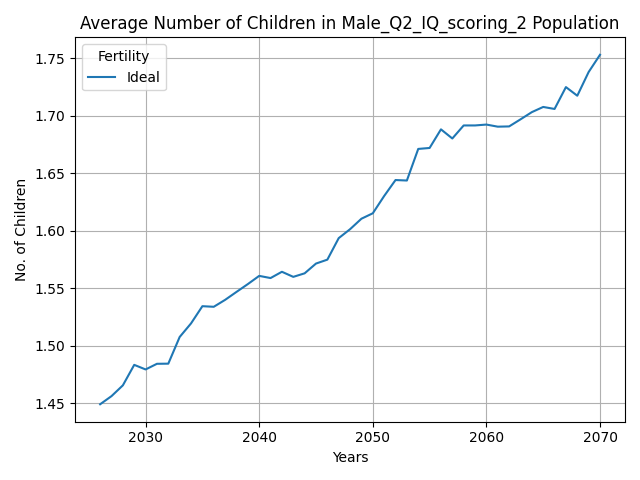 Average Number of Children in Male_Q2_IQ_scoring_2 Population
Fertility
Ideal
No. of Children
1.75
1.70
1.65
1.60
1.55
1.50
1.45
2030 2040 2050 2060 2070
Years